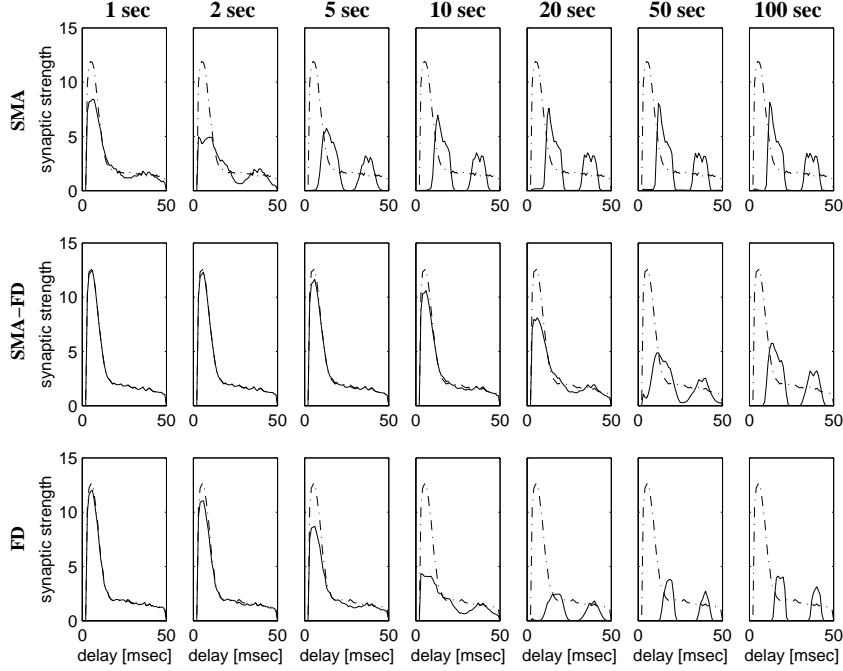 1 sec 2 sec 5 sec 10 sec 20 sec 50 sec 100 sec
SMA
synaptic strength
15
10
5
0
0 50 0 50 0 50 0 50 0 50 0 50 0 50
SMA−FD
synaptic strength
15
10
5
0
0 50 0 50 0 50 0 50 0 50 0 50 0 50
FD
synaptic strength
15
10
5
0
0 50 0 50 0 50 0 50 0 50 0 50 0 50
delay [msec] delay [msec] delay [msec] delay [msec] delay [msec] delay [msec] delay [msec]